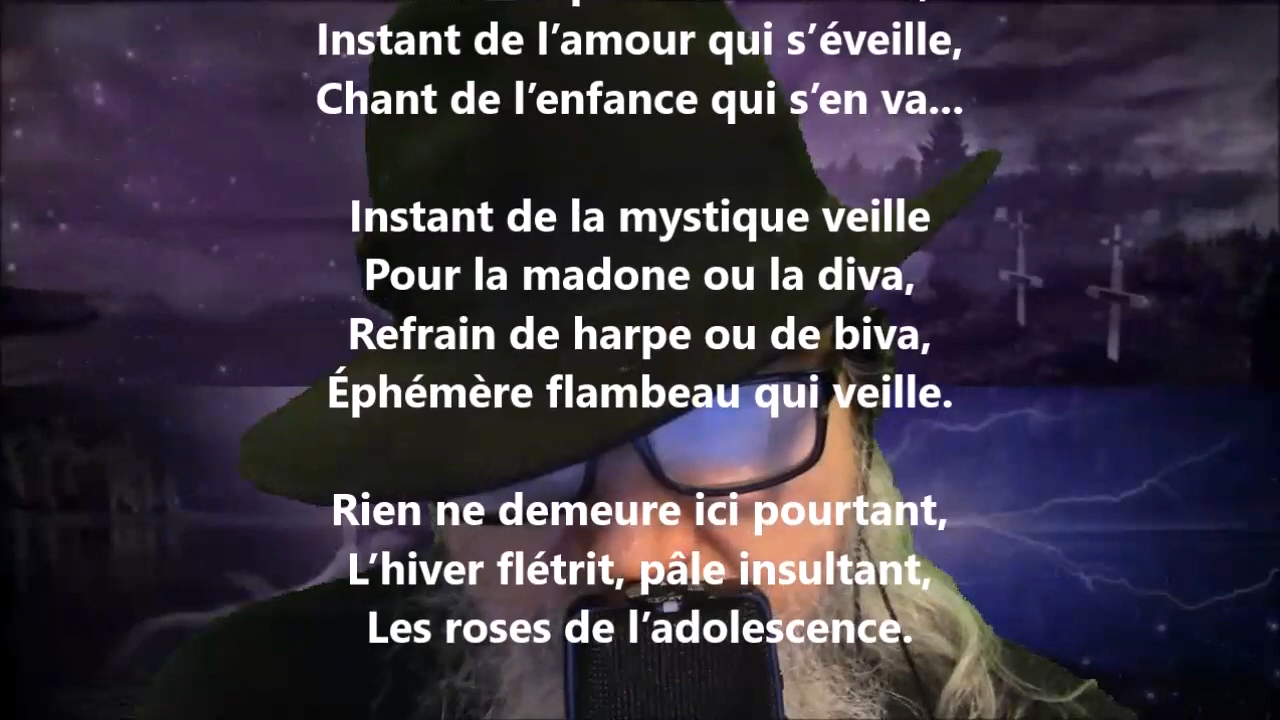 Instant de l’amour qui s’éveille,
Chant de l’enfance qui s’en va...
Instant de la mystique veille
Pour la madone ou la diva,
Refrain de harpe ou de biva,
Éphémère flambeau qui veille.
Rien ne demeure ici pourtant,
L’hiver flétrit, pâle insultant,
Les roses de l’adolescence.